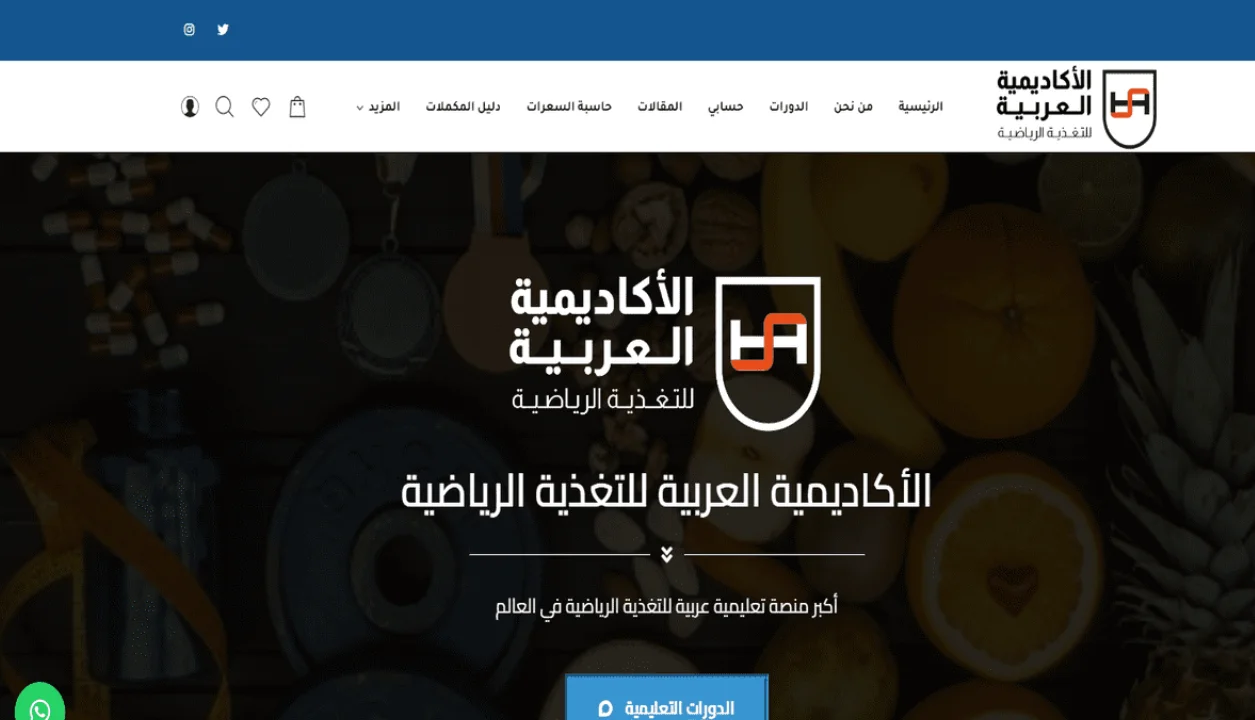 الأكاديمية
العربية
للتغذية الرياضية
الرئيسية
من نحن
الدورات
حسابي
المقالات
حاسبة السعرات
دليل المكملات
المزيد
الأكاديمية
العربية
للتغذية الرياضية
الأكاديمية العربية للتغذية الرياضية
أكبر منصة تعليمية عربية للتغذية الرياضية في العالم
الدورات التعليمية